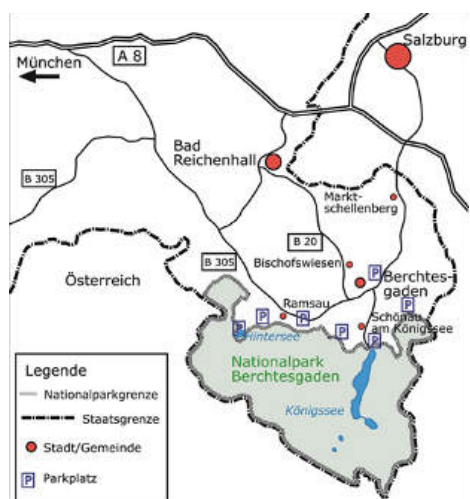 Salzburg
A 8
München
Bad
Reichenhall
B 305
Markt-
schellenberg
B 20
Bischofswiesen
P
Berchtes-
gaden
Österreich
B 305
Ramsau
P
P
P
P
Schönau
am Königssee
P
P
Hintersee
Nationalpark
Berchtesgaden
Königssee
Legende
Nationalparkgrenze
Staatsgrenze
Stadt/Gemeinde
P Parkplatz